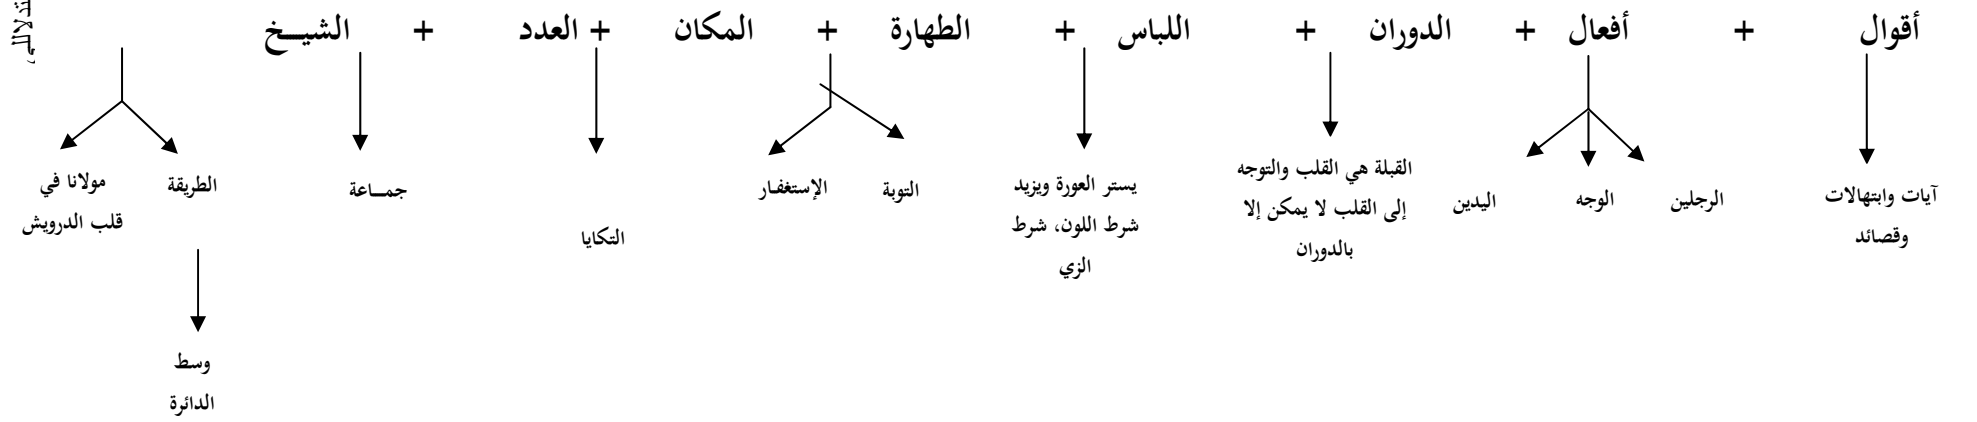 أقوال + أفعال + الدوران + اللباس + الطهارة + المكان + العدد + الشيــخ
آيات وابتهالات
وقصائد
الرجلين
الوجه
اليدين
القبلة هي القلب والتوجه
إلى القلب لا يمكن إلا
بالدوران
يستر العورة ويزيد
شرط اللون، شرط
الزي
التوبة
الإستغفار
التكايا
جمــاعة
الطريقة
مولانا في
قلب الدرويش
وسط
الدائرة